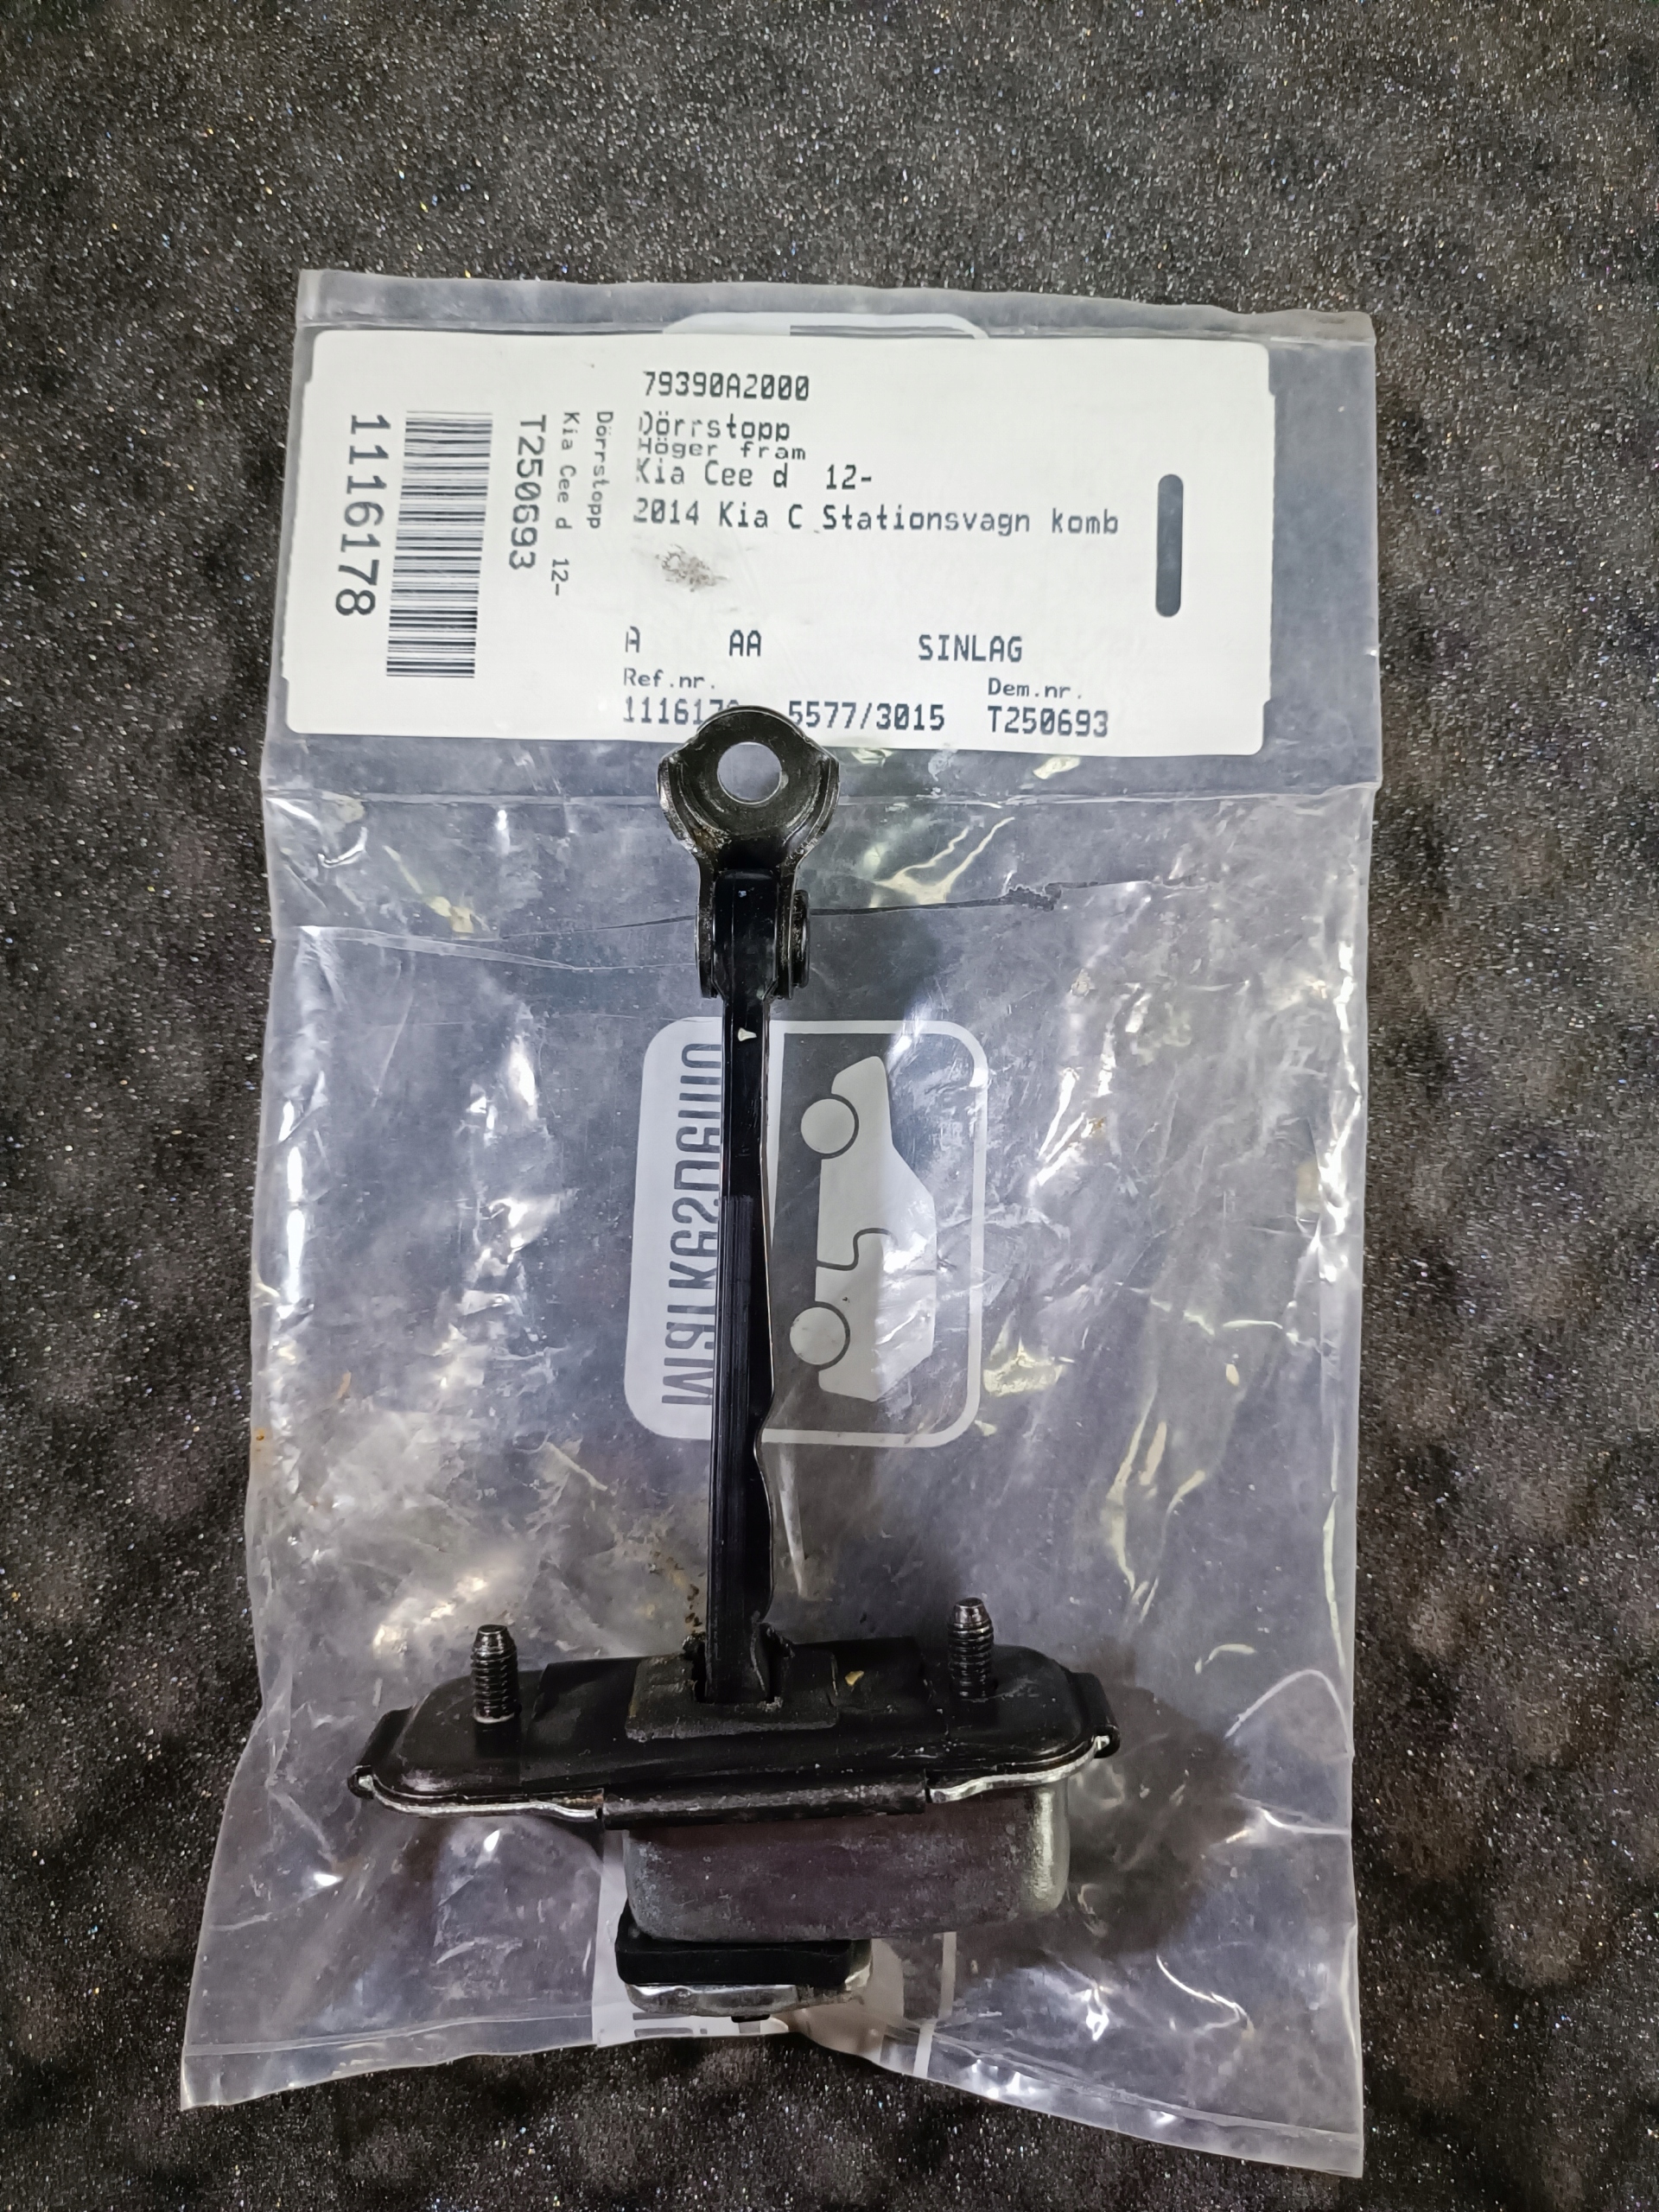 79390A2000
Dörrstopp
Höger fram
Kia Cee d 12-
2014 Kia C Stationsvagn komb
A AA SINLAG
Ref.nr. Dem.nr.
5577/3015 T250693
Dörrstopp
Kia Cee d 12-
T250693
1116178